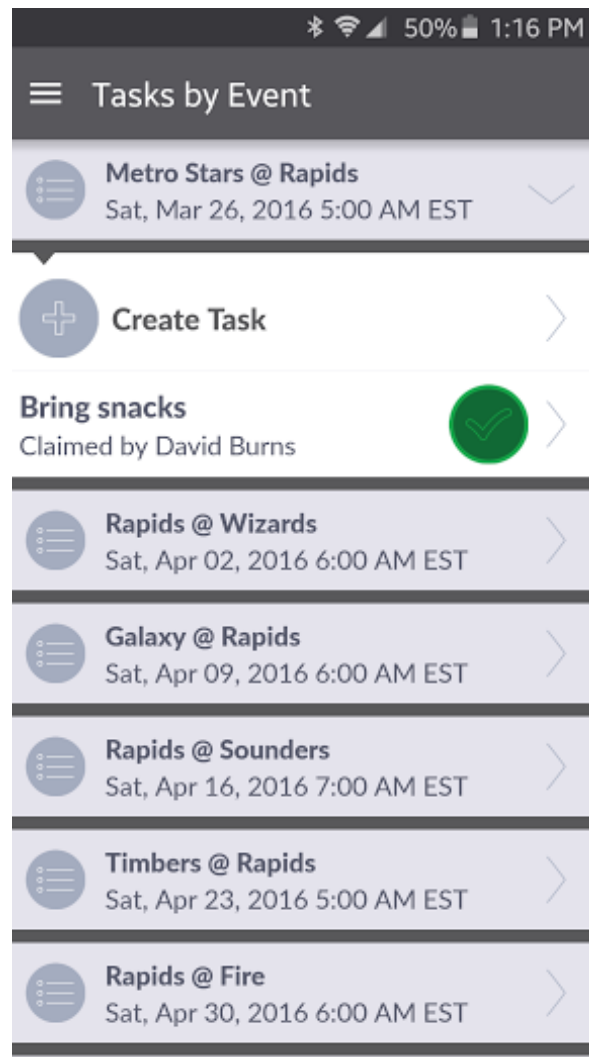 50% 1:16 PM
Tasks by Event
Metro Stars @ Rapids
Sat, Mar 26, 2016 5:00 AM EST
Create Task
Bring snacks
Claimed by David Burns
Rapids @ Wizards
Sat, Apr 02, 2016 6:00 AM EST
Galaxy @ Rapids
Sat, Apr 09, 2016 6:00 AM EST
Rapids @ Sounders
Sat, Apr 16, 2016 7:00 AM EST
Timbers @ Rapids
Sat, Apr 23, 2016 5:00 AM EST
Rapids @ Fire
Sat, Apr 30, 2016 6:00 AM EST